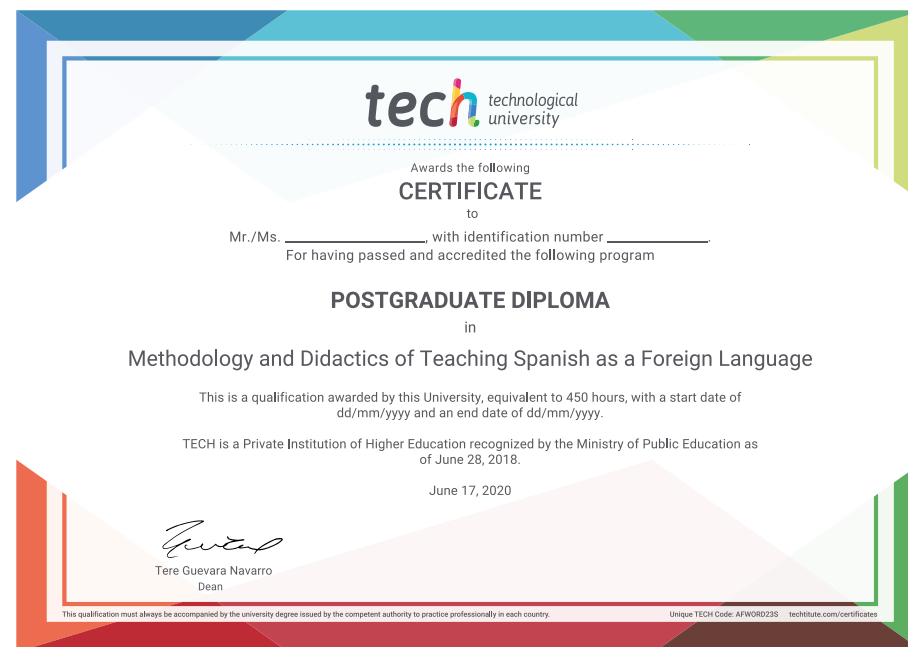 tech technological
university
Awards the following
CERTIFICATE
to
Mr./Ms. ____________________, with identification number ______________.
For having passed and accredited the following program
POSTGRADUATE DIPLOMA
in
Methodology and Didactics of Teaching Spanish as a Foreign Language
This is a qualification awarded by this University, equivalent to 450 hours, with a start date of
dd/mm/yyyy and an end date of dd/mm/yyyy.
TECH is a Private Institution of Higher Education recognized by the Ministry of Public Education as
of June 28, 2018.
June 17, 2020
Tere Guevara Navarro
Dean
This qualification must always be accompanied by the university degree issued by the competent authority to practice professionally in each country. Unique TECH Code: AFWORD23S techtitute.com/certificates